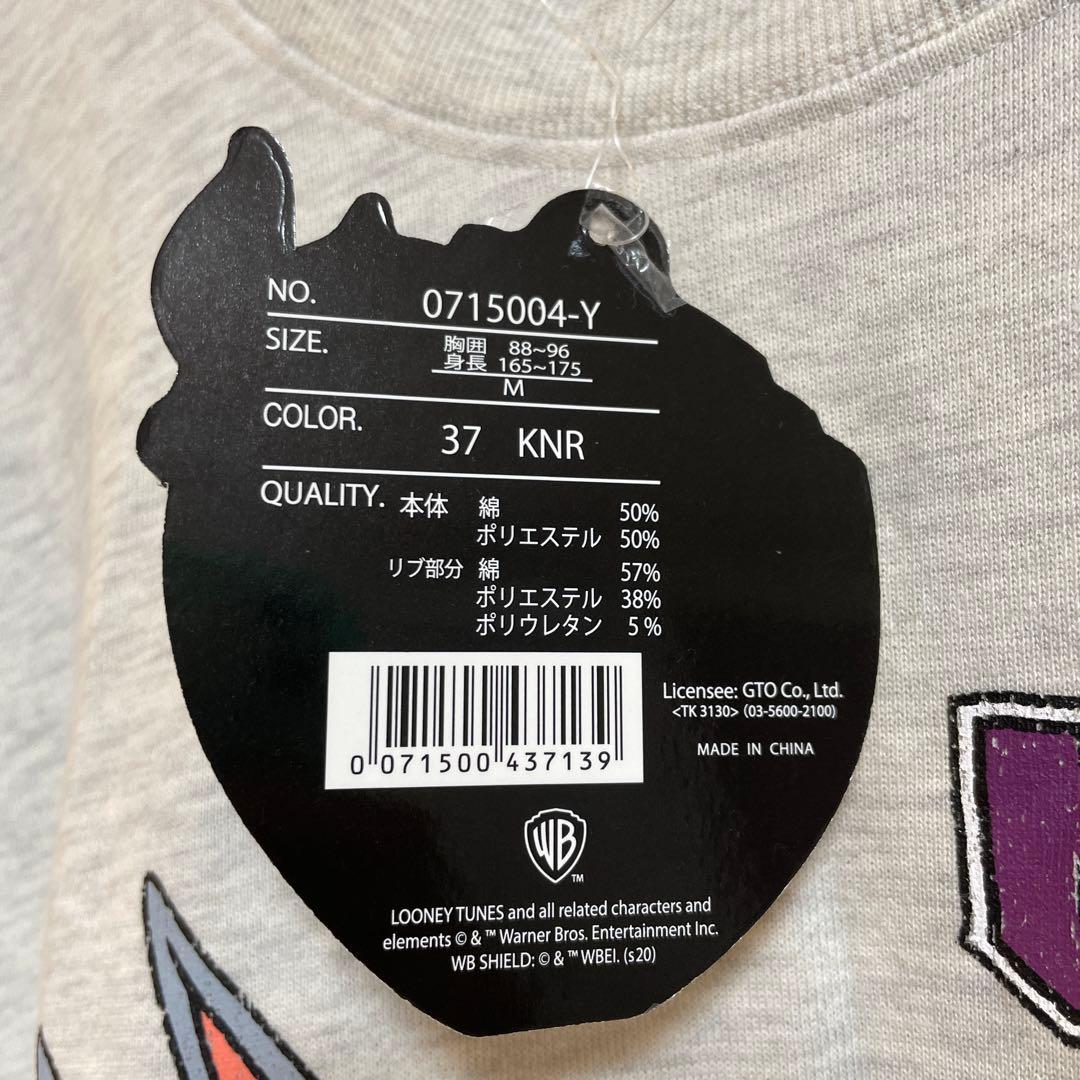 NO. 0715004-Y
SIZE. 胸囲 88~96
身長 165~175
M
COLOR. 37 KNR
QUALITY. 本体 綿 50%
ポリエステル 50%
リブ部分 綿 57%
ポリエステル 38%
ポリウレタン 5%
0 071500 437139
Licensee: GTO Co., Ltd.
<TK 3130> (03-5600-2100)
MADE IN CHINA
WB TM
LOONEY TUNES and all related characters and
elements © & ™ Warner Bros. Entertainment Inc.
WB SHIELD: © & ™ WBEI. (s20)